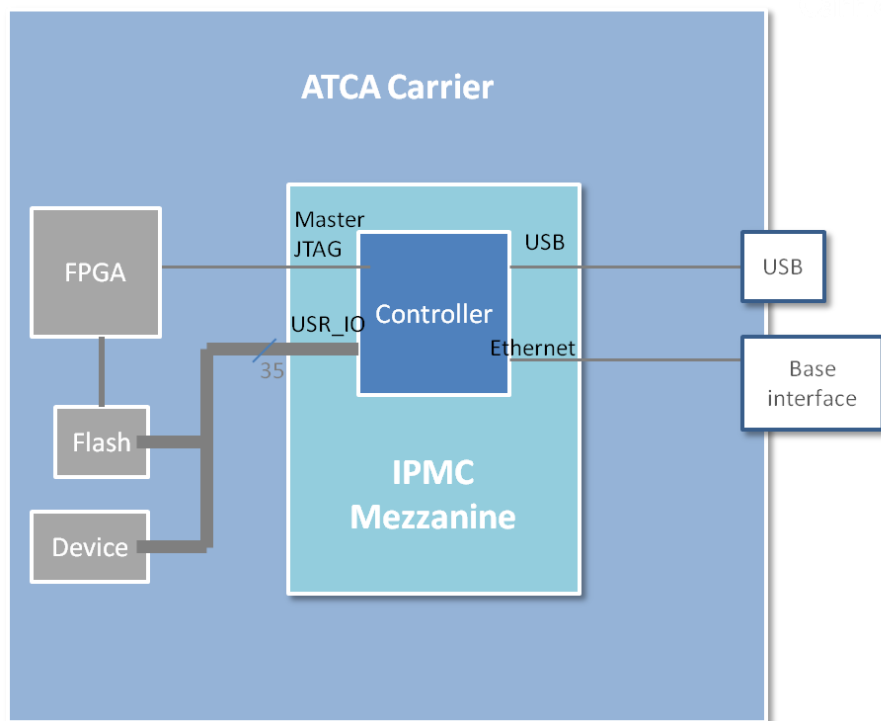 ATCA Carrier
Master
JTAG
USB
FPGA
USB
Controller
USR_IO
35
Ethernet
Base
interface
Flash
IPMC
Mezzanine
Device